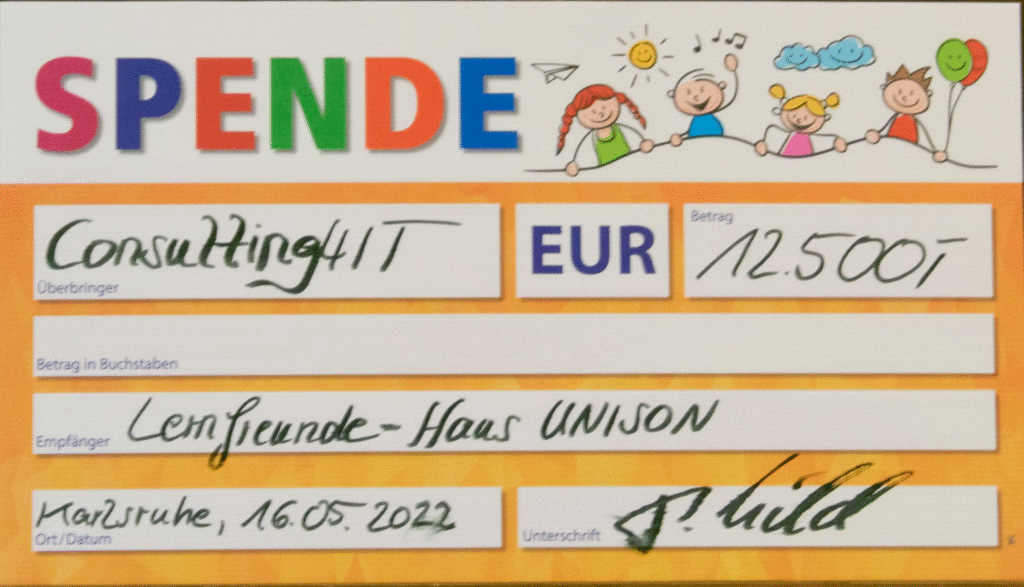 SPENDE
Consulting4IT
Überbringer
EUR
Betrag
12.500
Betrag in Buchstaben
Empfänger
Lernfreunde-Haus UNISON
Karlsruhe, 16.05.2022
Ort/Datum
Unterschrift